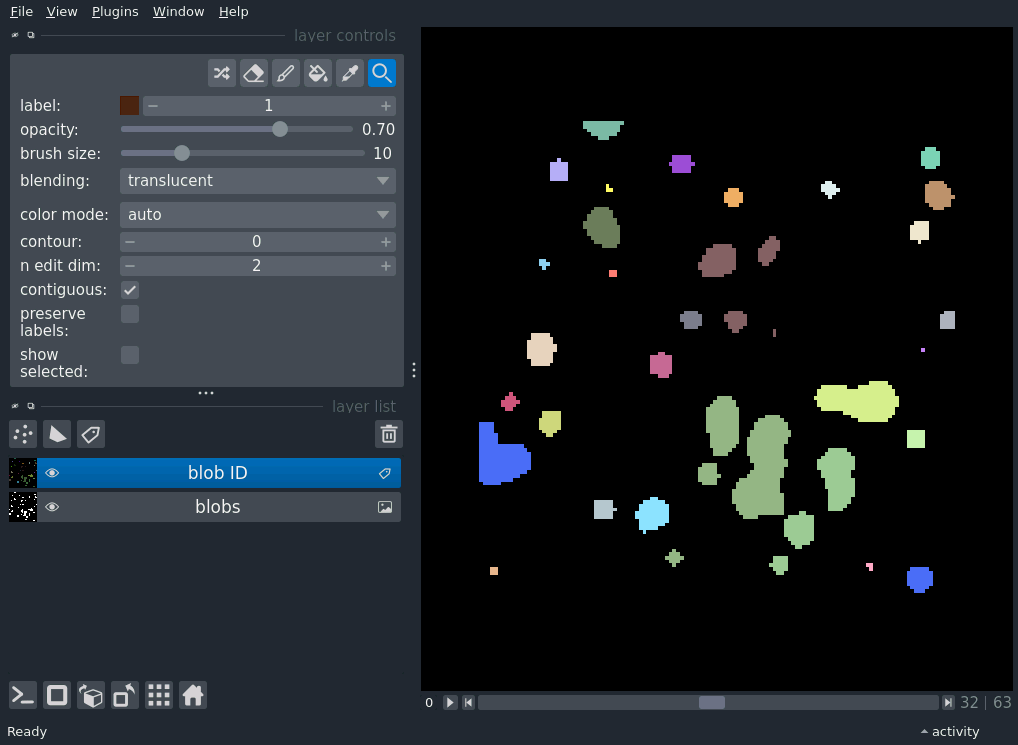 File View Plugins Window Help
layer controls
label: 1
opacity: 0.70
brush size: 10
blending: translucent
color mode: auto
contour: 0
n edit dim: 2
contiguous:
preserve
labels:
show
selected:
layer list
blob ID
blobs
0 32 | 63
Ready activity